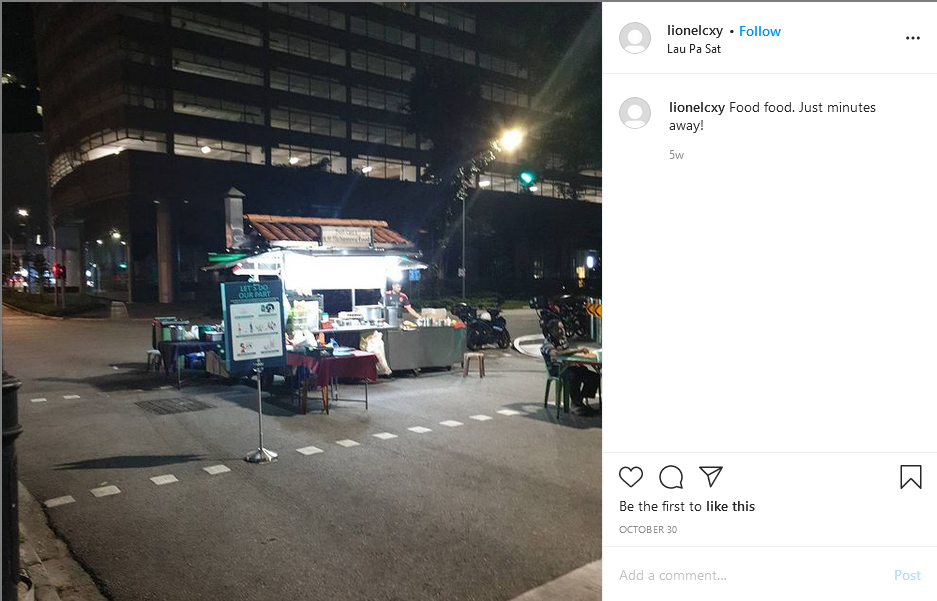 lionelcxy • Follow
Lau Pa Sat
lionelcxy Food food. Just minutes
away!
5w
LET'S DO
OUR PART
Be the first to like this
OCTOBER 30
Add a comment... Post